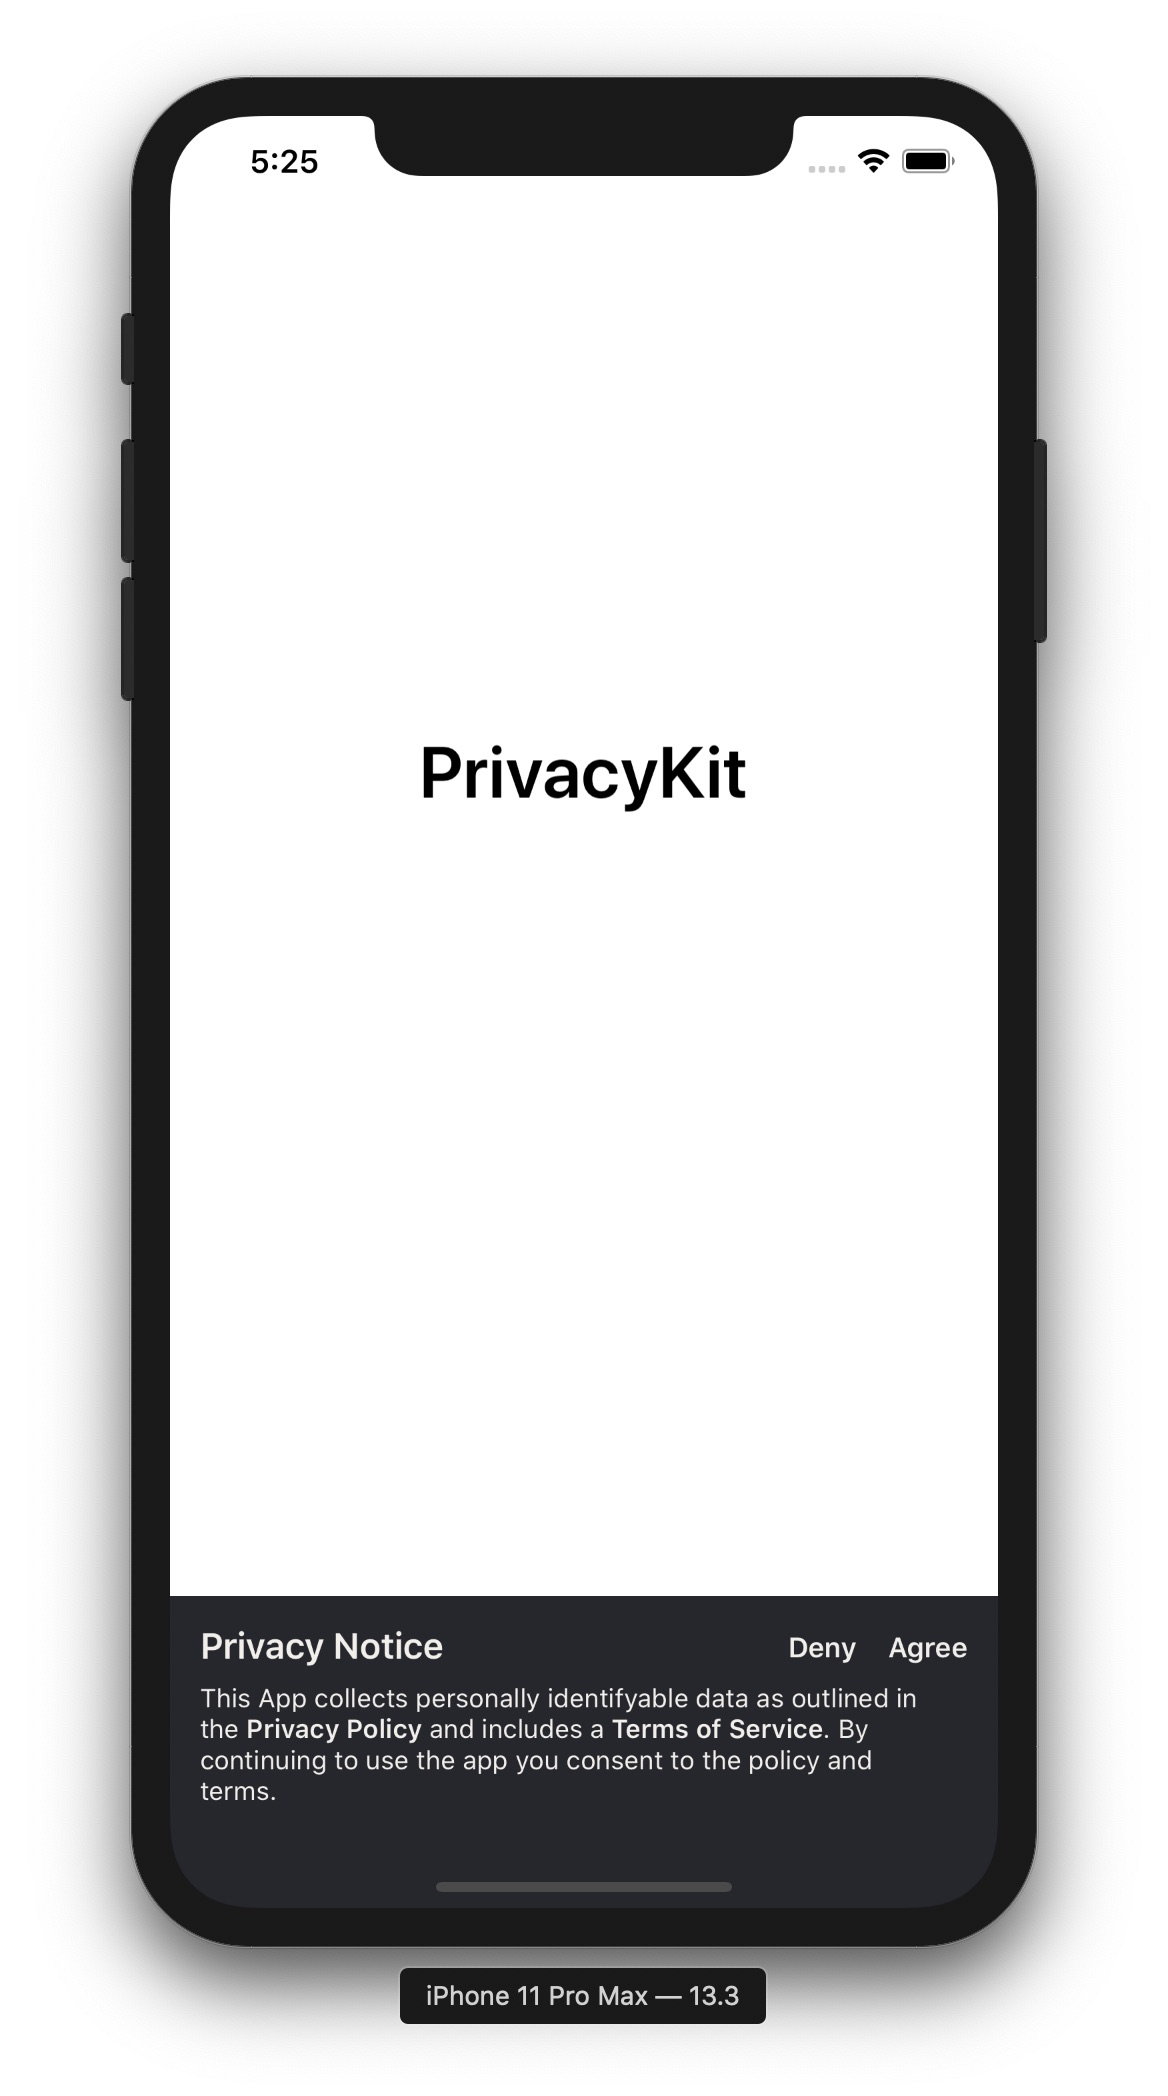 5:25
PrivacyKit
Privacy Notice Deny Agree
This App collects personally identifyable data as outlined in
the Privacy Policy and includes a Terms of Service. By
continuing to use the app you consent to the policy and
terms.
iPhone 11 Pro Max — 13.3